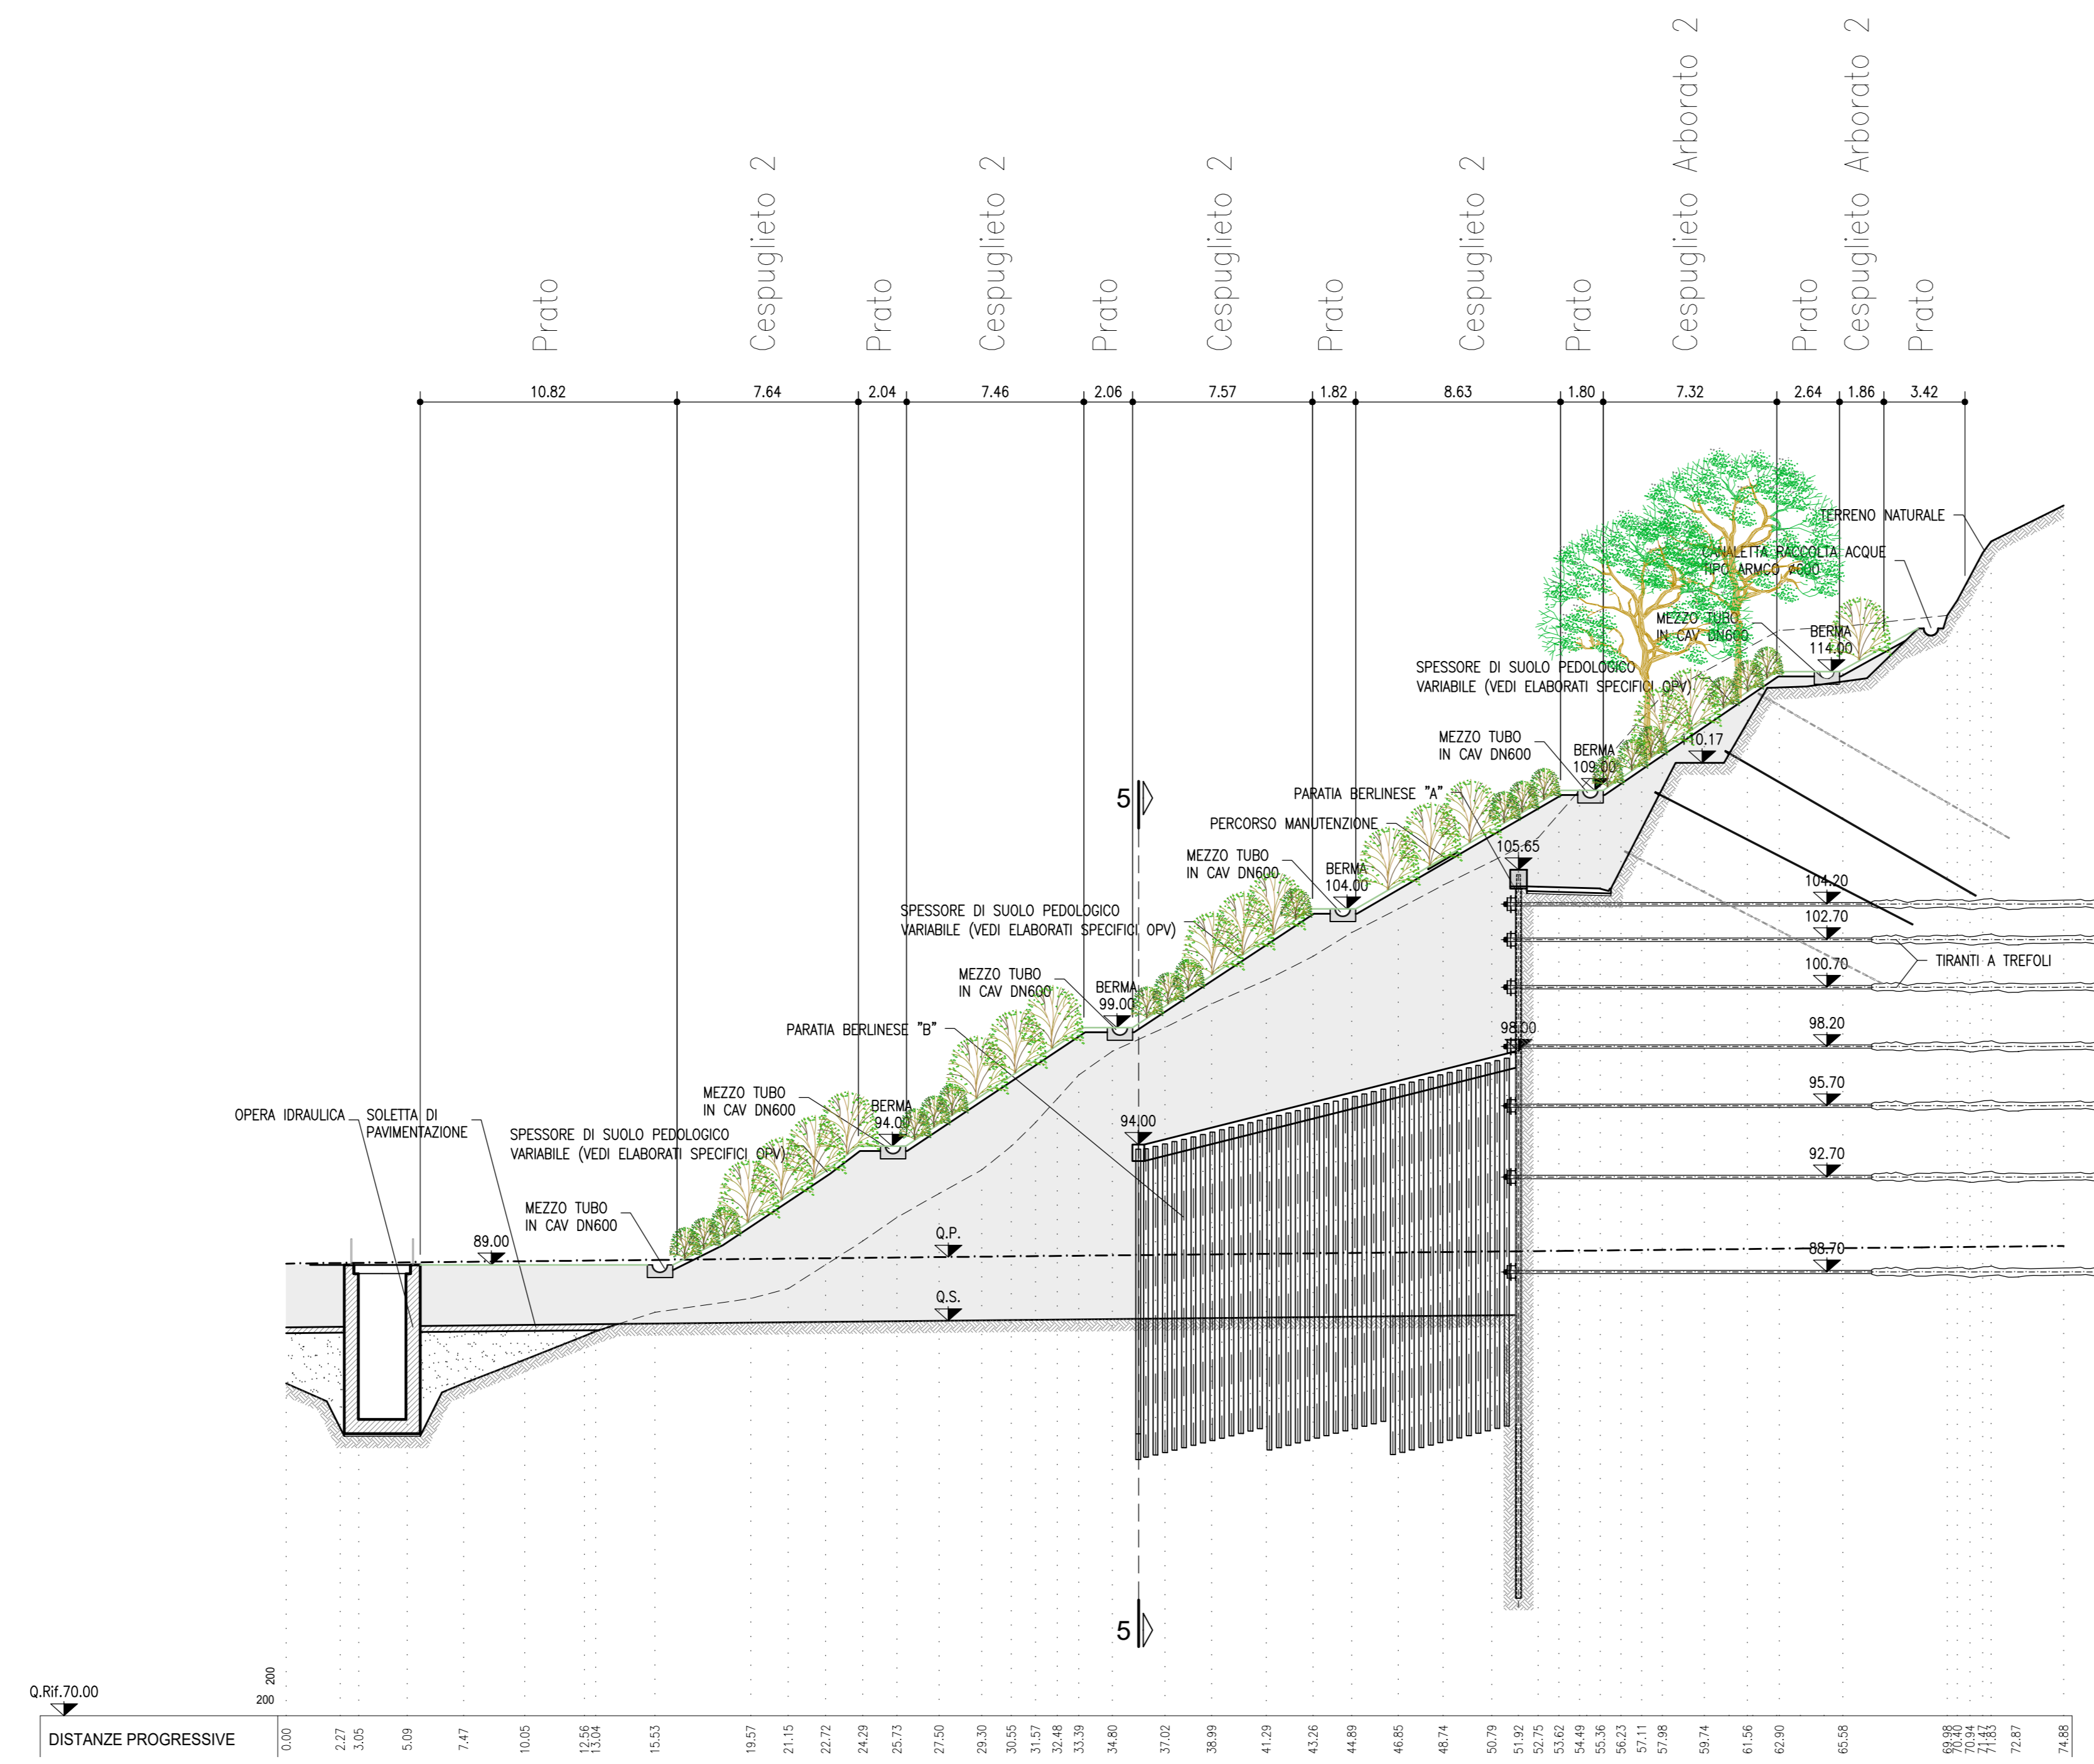 Prato
Cespuglieto 2
Prato
Cespuglieto 2
Prato
Cespuglieto 2
Prato
Cespuglieto 2
Prato
Cespuglieto Arborato 2
Prato
Cespuglieto Arborato 2
Prato
10.82
7.64
2.04
7.46
2.06
7.57
1.82
8.63
1.80
7.32
2.64
1.86
3.42
TERRENO NATURALE
CANALETTA RACCOLTA ACQUE
TIPO ARMCO ø600
MEZZO TUBO
IN CAV DN600
BERMA
114.00
SPESSORE DI SUOLO PEDOLOGICO
VARIABILE (VEDI ELABORATI SPECIFICI OPV)
MEZZO TUBO
IN CAV DN600
BERMA
109.00
110.17
PARATIA BERLINESE "A"
5
PERCORSO MANUTENZIONE
105.65
MEZZO TUBO
IN CAV DN600
BERMA
104.00
104.20
102.70
SPESSORE DI SUOLO PEDOLOGICO
VARIABILE (VEDI ELABORATI SPECIFICI OPV)
TIRANTI A TREFOLI
100.70
MEZZO TUBO
IN CAV DN600
BERMA
99.00
PARATIA BERLINESE "B"
98.00
98.20
95.70
MEZZO TUBO
IN CAV DN600
BERMA
94.00
94.00
OPERA IDRAULICA
SOLETTA DI
PAVIMENTAZIONE
SPESSORE DI SUOLO PEDOLOGICO
VARIABILE (VEDI ELABORATI SPECIFICI OPV)
92.70
MEZZO TUBO
IN CAV DN600
89.00
Q.P.
88.70
Q.S.
5
200
200
Q.Rif.70.00
DISTANZE PROGRESSIVE
0.00
2.27
3.05
5.09
7.47
10.05
12.56
13.04
15.53
19.57
21.15
22.72
24.29
25.73
27.50
29.30
30.55
31.57
32.48
33.39
34.80
37.02
38.99
41.29
43.26
44.89
46.85
48.74
50.79
51.92
52.75
53.62
54.49
55.36
56.23
57.11
57.98
59.74
61.56
62.90
65.58
69.98
70.40
70.94
71.47
71.83
72.87
74.88